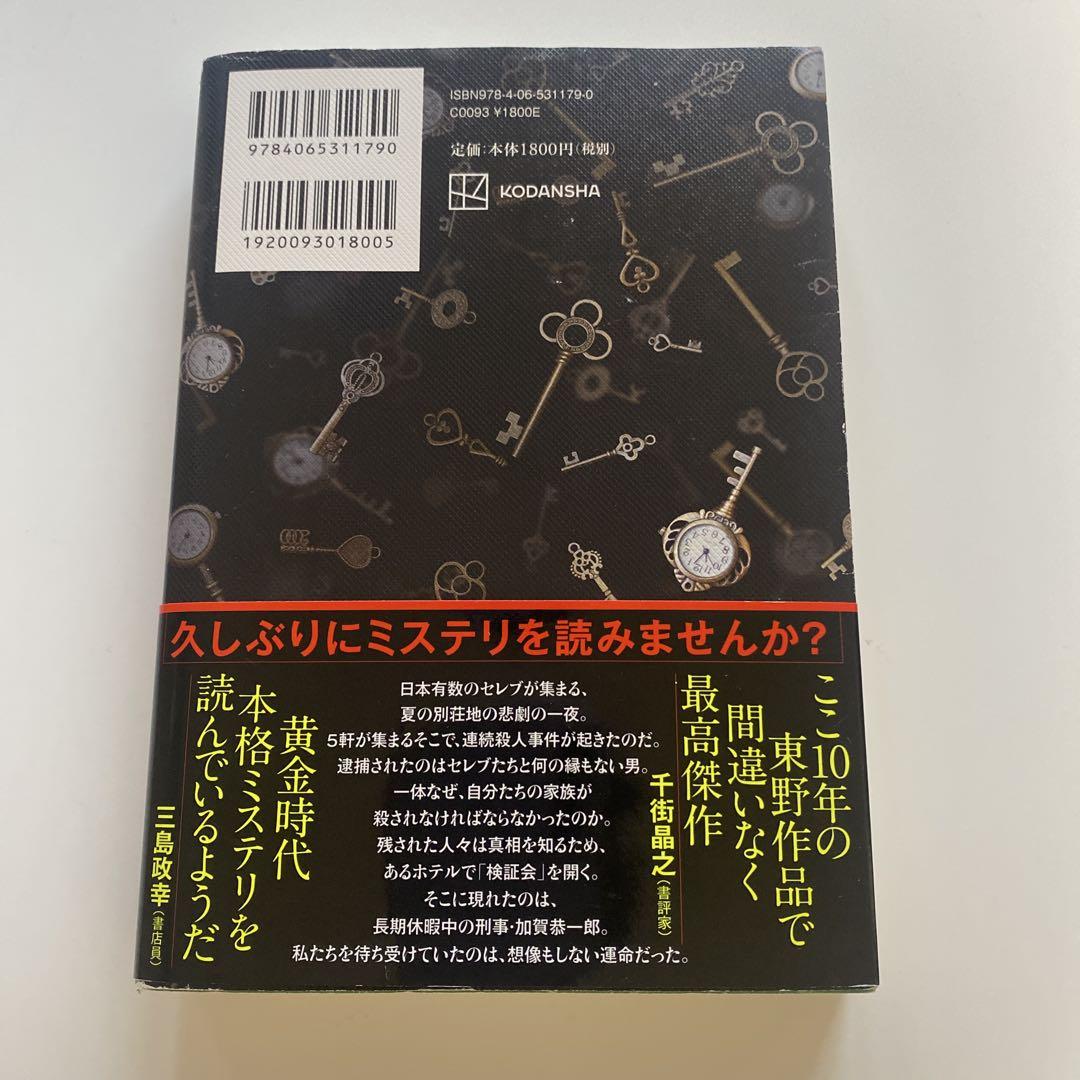 9784065311790
1920093018005
ISBN978-4-06-531179-0
C0093 ¥1800E
定価:本体1800円(税別)
KODANSHA
久しぶりにミステリを読みませんか?
ここ10年の
東野作品で
間違いなく
最高傑作
千街晶之(書評家)
日本有数のセレブが集まる、
夏の別荘地の悲劇の一夜。
5軒が集まるそこで、連続殺人事件が起きたのだ。
逮捕されたのはセレブたちと何の縁もない男。
一体なぜ、自分たちの家族が
殺されなければならなかったのか。
残された人々は真相を知るため、
あるホテルで「検証会」を開く。
そこに現れたのは、
長期休暇中の刑事・加賀恭一郎。
私たちを待ち受けていたのは、想像もしない運命だった。
黄金時代
本格ミステリを
読んでいるようだ
三島政幸(書店員)